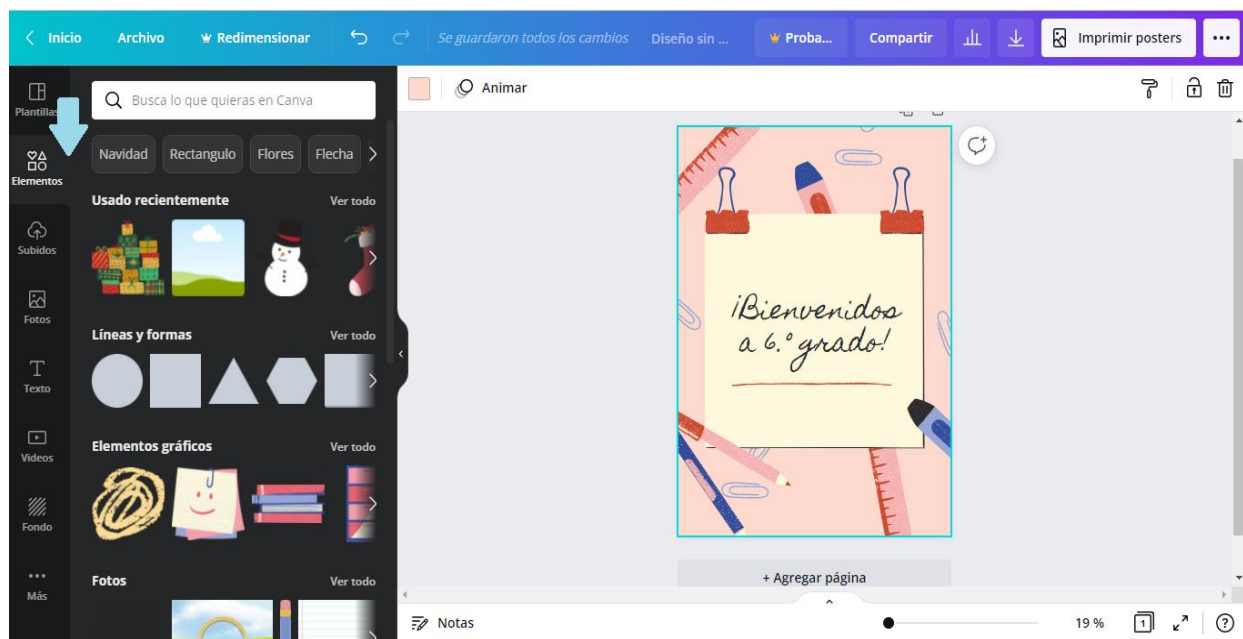 Inicio
Archivo
Redimensionar
Se guardaron todos los cambios
Diseño sin ...
Proba...
Compartir
Imprimir posters
Plantillas
Elementos
Subidos
Fotos
Texto
Videos
Fondo
Más
Busca lo que quieras en Canva
Navidad
Rectangulo
Flores
Flecha
Usado recientemente
Ver todo
Líneas y formas
Ver todo
Elementos gráficos
Ver todo
Fotos
Ver todo
Animar
¡Bienvenidos
a 6.° grado!
+ Agregar página
Notas
19 %
1